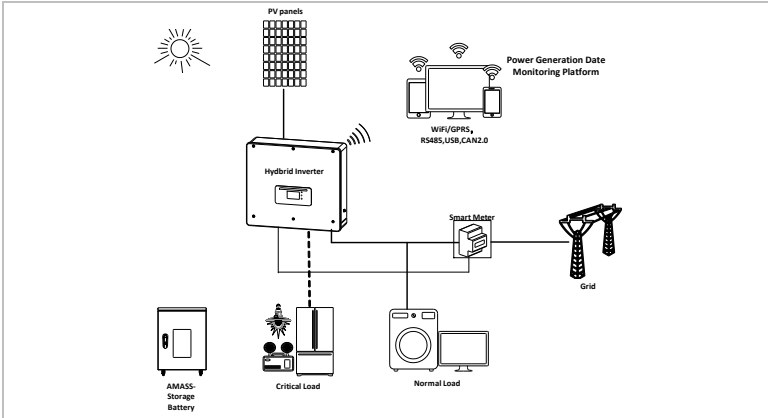 PV panels
Power Generation Date
Monitoring Platform
WiFi/GPRS,
RS485,USB,CAN2.0
Hydbrid Inverter
Smart Meter
Grid
AMASS-
Storage
Battery
Critical Load
Normal Load